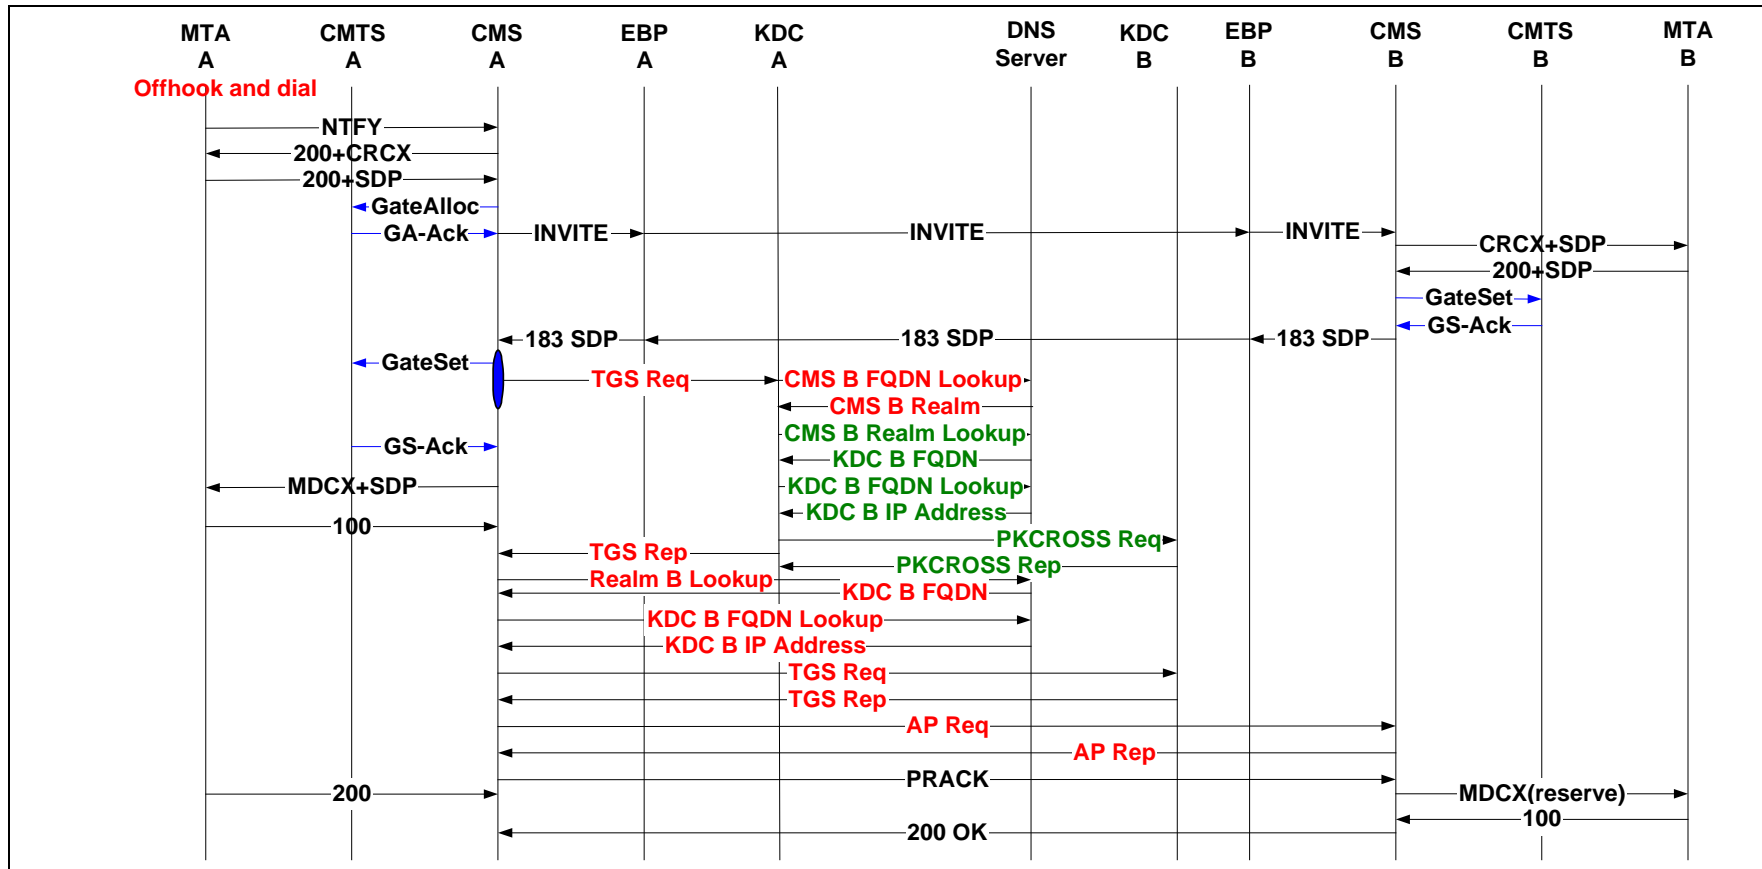 MTA A
CMTS A
CMS A
EBP A
KDC A
DNS Server
KDC B
EBP B
CMS B
CMTS B
MTA B
Offhook and dial
NTFY
200+CRCX
200+SDP
GateAlloc
GA-Ack
INVITE
INVITE
INVITE
CRCX+SDP
200+SDP
GateSet
GS-Ack
183 SDP
183 SDP
183 SDP
GateSet
TGS Req
CMS B FQDN Lookup
CMS B Realm
CMS B Realm Lookup
GS-Ack
KDC B FQDN
MDCX+SDP
KDC B FQDN Lookup
KDC B IP Address
100
PKCROSS Req
TGS Rep
PKCROSS Rep
Realm B Lookup
KDC B FQDN
KDC B FQDN Lookup
KDC B IP Address
TGS Req
TGS Rep
AP Req
AP Rep
PRACK
200
MDCX(reserve)
100
200 OK